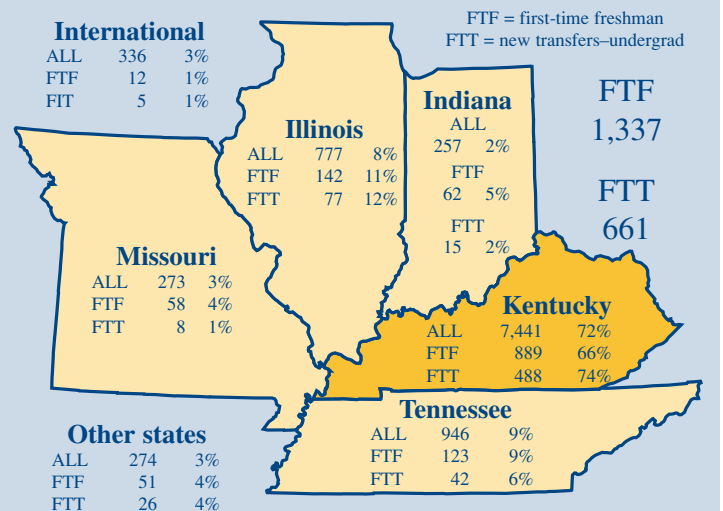 FTF = first-time freshman
FTT = new transfers–undergrad
International
ALL 336 3%
FTF 12 1%
FIT 5 1%
FTF
1,337
FTT
661
Illinois
ALL 777 8%
FTF 142 11%
FTT 77 12%
Indiana
ALL
257 2%
FTF
62 5%
FTT
15 2%
Missouri
ALL 273 3%
FTF 58 4%
FTT 8 1%
Kentucky
ALL 7,441 72%
FTF 889 66%
FTT 488 74%
Tennessee
ALL 946 9%
FTF 123 9%
FTT 42 6%
Other states
ALL 274 3%
FTF 51 4%
FTT 26 4%